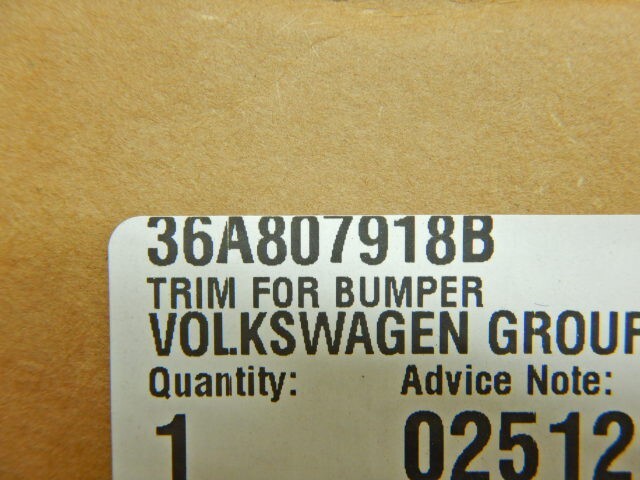 36A807918B
TRIM FOR BUMPER
VOLKSWAGEN GROUP
Quantity: Advice Note:
1 02512